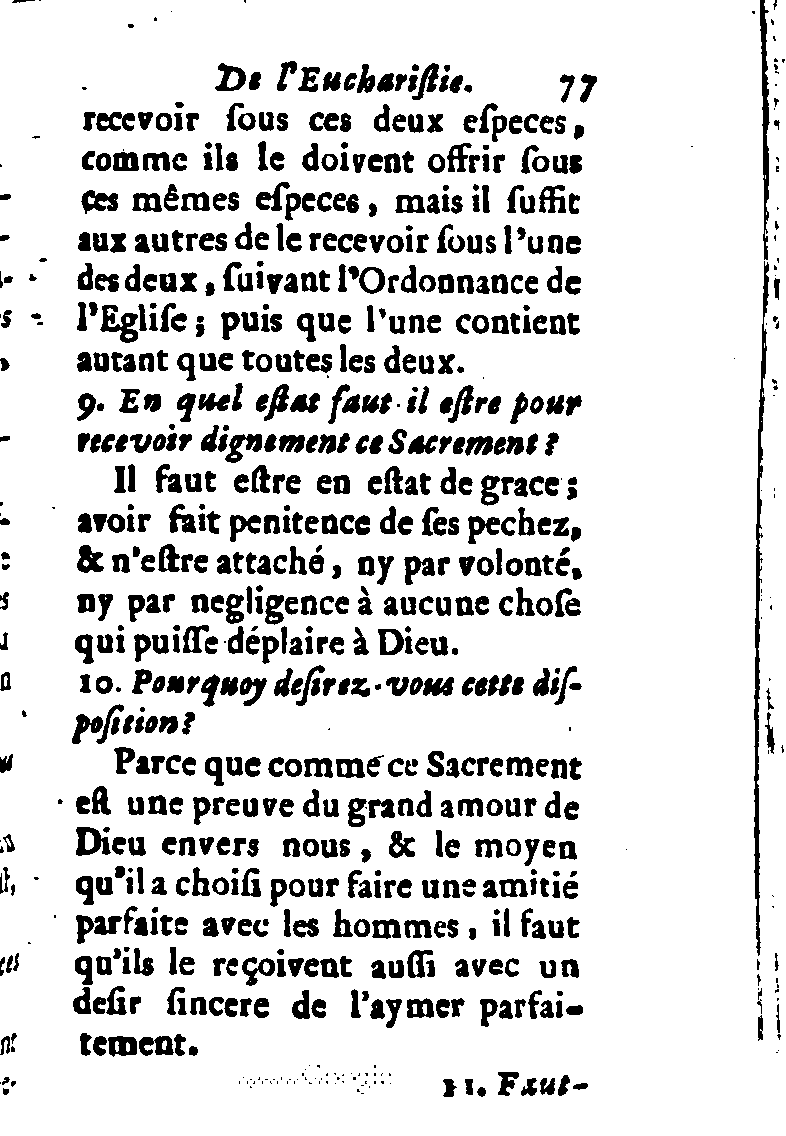 De l'Euchariſtie. 77
recevoir ſous ces deux eſpeces,
comme ils le doivent offrir ſous
ces mêmes eſpeces, mais il ſuffit
aux autres de le recevoir ſous l'une
des deux, ſuivant l'Ordonnance de
l'Egliſe; puis que l'une contient
autant que toutes les deux.
9. En quel eſtat faut-il eſtre pour
recevoir dignement ce Sacrement?
Il faut eſtre en eſtat de grace;
avoir fait penitence de ſes pechez,
& n'eſtre attaché, ny par volonté,
ny par negligence à aucune choſe
qui puiſſe déplaire à Dieu.
10. Pourquoy deſirez-vous cette diſ-
poſition?
Parce que comme ce Sacrement
eſt une preuve du grand amour de
Dieu envers nous, & le moyen
qu'il a choiſi pour faire une amitié
parfaite avec les hommes, il faut
qu'ils le reçoivent auſſi avec un
deſir ſincere de l'aymer parfai-
tement.
11. Faut-